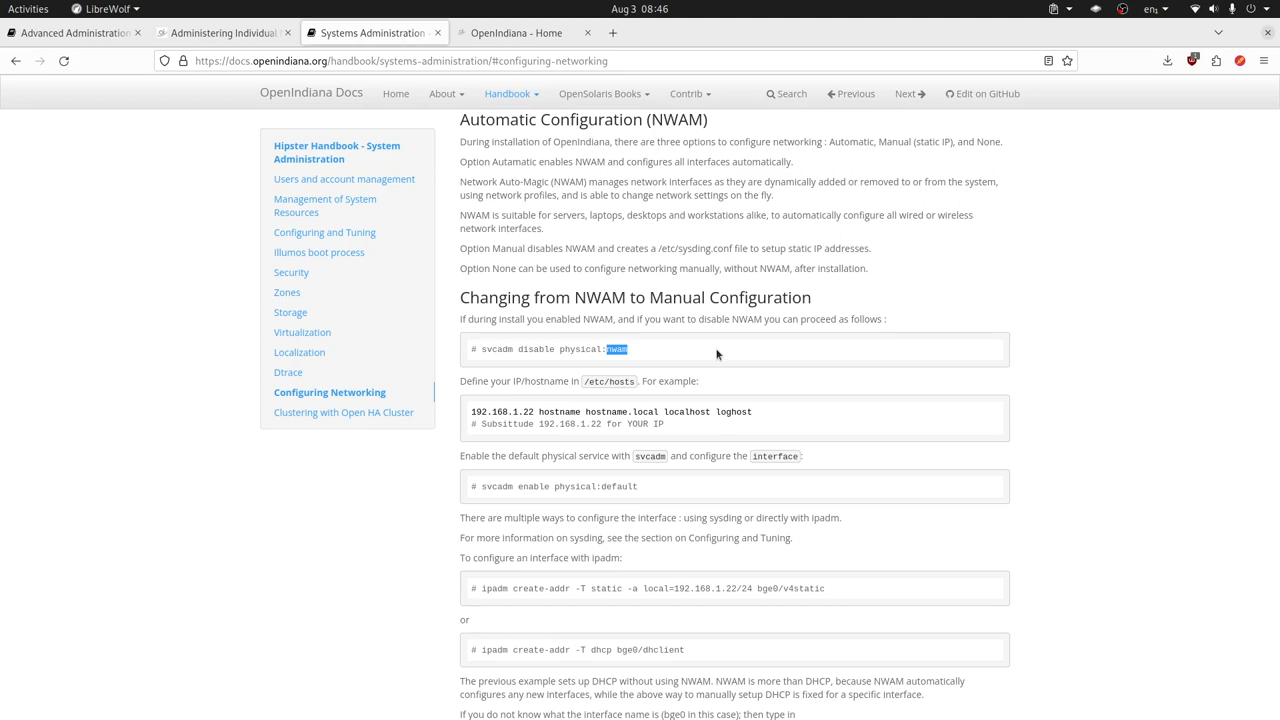 Activities
LibreWolf
Aug 3 08:46
en₁
Advanced Administration
Administering Individual
Systems Administration -
OpenIndiana - Home
https://docs.openindiana.org/handbook/systems-administration/#configuring-networking
OpenIndiana Docs
Home
About
Handbook
OpenSolaris Books
Contrib
Search
Previous
Next
Edit on GitHub
Hipster Handbook - System
Administration
Users and account management
Management of System
Resources
Configuring and Tuning
Illumos boot process
Security
Zones
Storage
Virtualization
Localization
Dtrace
Configuring Networking
Clustering with Open HA Cluster
Automatic Configuration (NWAM)
During installation of OpenIndiana, there are three options to configure networking : Automatic, Manual (static IP), and None.
Option Autamatic enables NWAM and configures all interfaces automatically.
Network Auto-Magic (NWAM) manages network interfaces as they are dynamically added or removed to or from the system,
using network profiles, and is able to change network settings on the fly.
NWAM is suitable for servers, laptops, desktops and workstations alike, to automatically configure all wired or wireless
network interfaces.
Option Manual disables NWAM and creates a /etc/sysding.conf file to setup static IP addresses.
Option None can be used to configure networking manually, without NWAM, after installation.
Changing from NWAM to Manual Configuration
If during install you enabled NWAM, and if you want to disable NWAM you can proceed as follows :
# svcadm disable physical:nwam
Define your IP/hostname in /etc/hosts. For example:
192.168.1.22 hostname hostname.local localhost loghost
# Subsittude 192.168.1.22 for YOUR IP
Enable the default physical service with svcadm and configure the interface:
# svcadm enable physical:default
There are multiple ways to configure the interface : using sysding or directly with ipadm.
For more information on sysding, see the section on Configuring and Tuning.
To configure an interface with ipadm:
# ipadm create-addr -T static -a local=192.168.1.22/24 bge0/v4static
or
# ipadm create-addr -T dhcp bge0/dhclient
The previous example sets up DHCP without using NWAM. NWAM is more than DHCP, because NWAM automatically
configures any new interfaces, while the above way to manually setup DHCP is fixed for a specific interface.
If you do not know what the interface name is (bge0 in this case); then type in